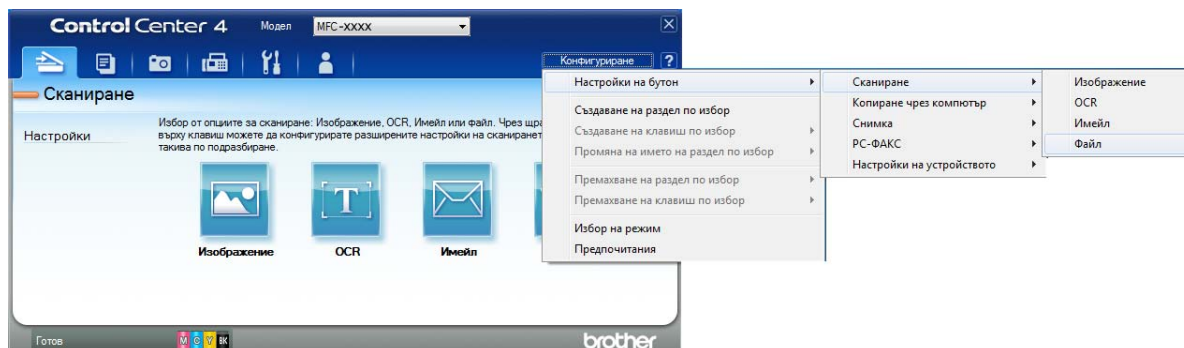 Control Center 4
Модел
MFC-XXXX
Конфигуриране
?
Сканиране
Настройки
Избор от опциите за сканиране: Изображение, OCR, Имейл или файл. Чрез щра
върху клавиш можете да конфигурирате разширените настройки на сканиранет
такива по подразбиране.
Изображение
OCR
Имейл
Настройки на бутон
Създаване на раздел по избор
Създаване на клавиш по избор
Промяна на името на раздел по избор
Премахване на раздел по избор
Премахване на клавиш по избор
Избор на режим
Предпочитания
Сканиране
Копиране чрез компютър
Снимка
PC-ФАКС
Настройки на устройството
Изображение
OCR
Имейл
Файл
Готов
M C Y BK
brother